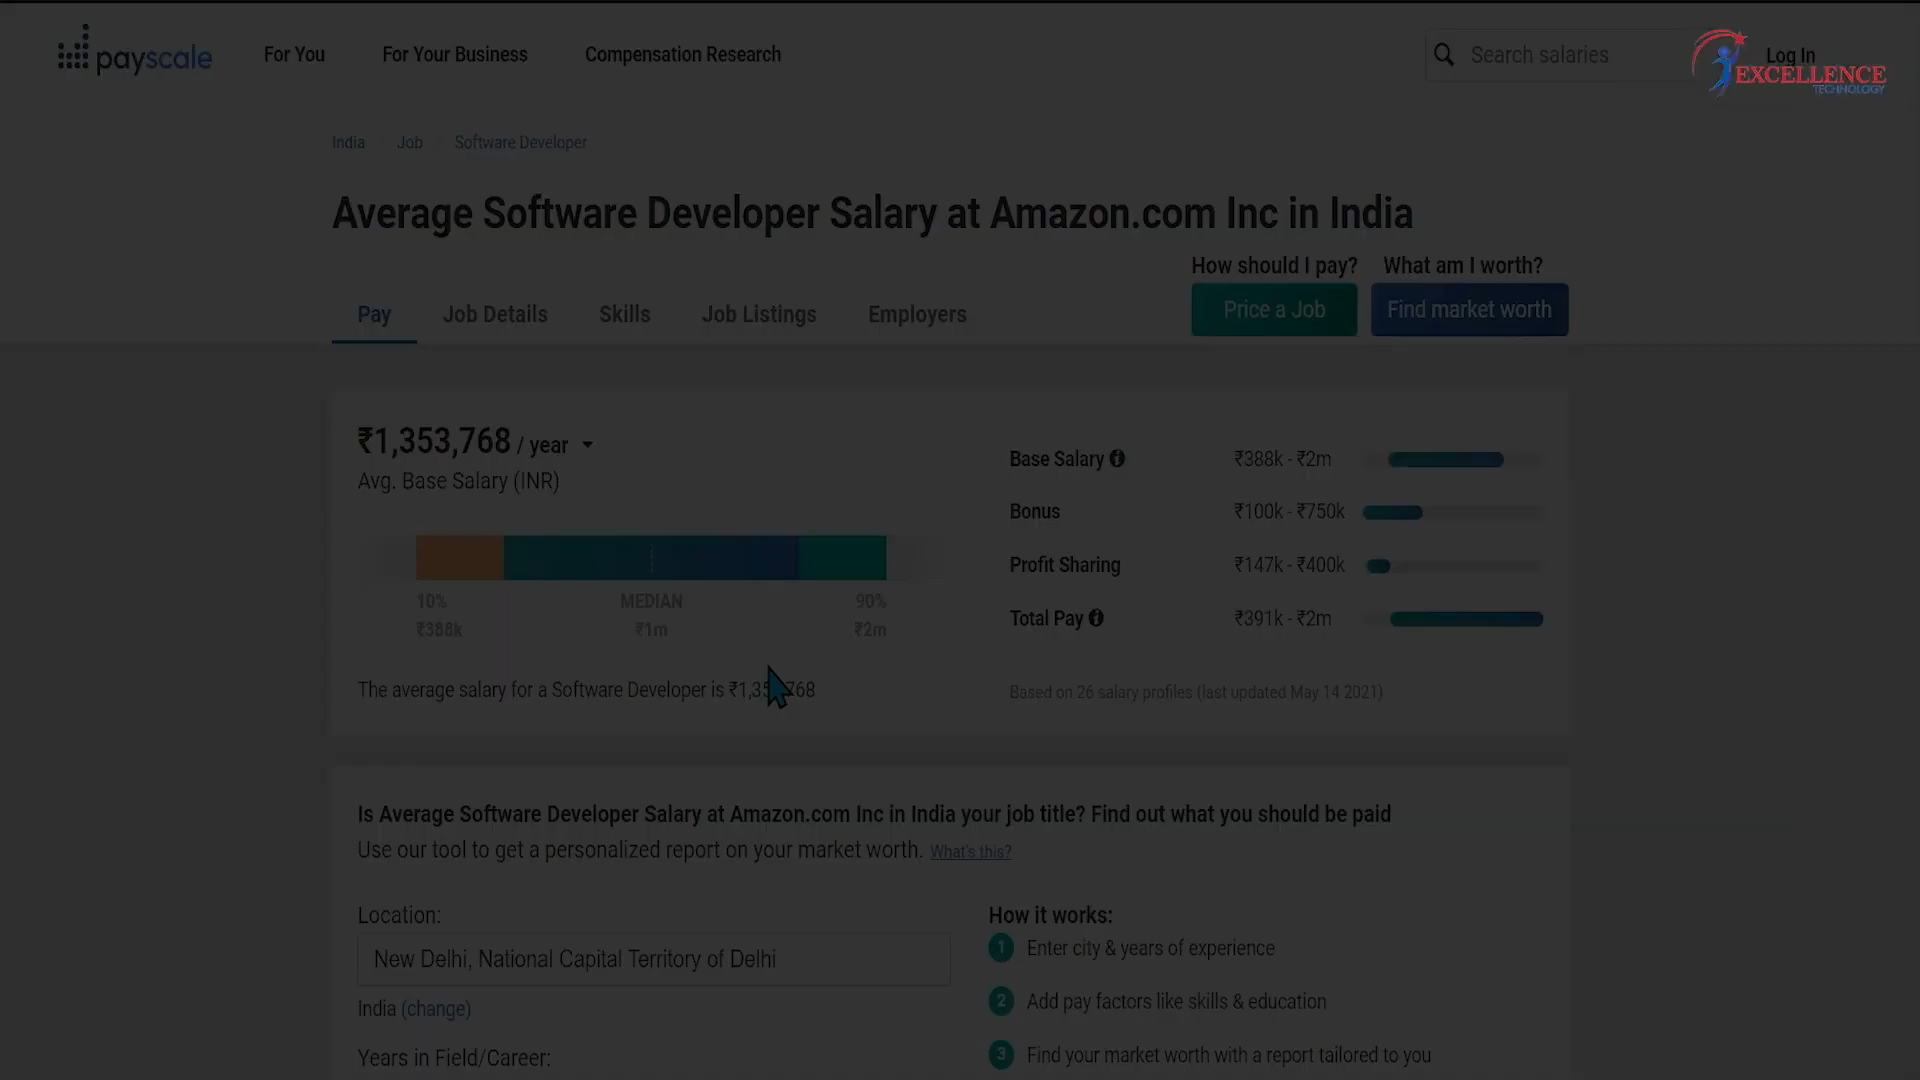 payscale
For You
For Your Business
Compensation Research
Search salaries
Log In
EXCELLENCE
TECHNOLOGY
India
Job
Software Developer
Average Software Developer Salary at Amazon.com Inc in India
How should I pay?
What am I worth?
Pay
Job Details
Skills
Job Listings
Employers
Price a Job
Find market worth
₹1,353,768 / year
Avg. Base Salary (INR)
10%
₹388k
MEDIAN
₹1m
90%
₹2m
The average salary for a Software Developer is
Base Salary
₹388k - ₹2m
Bonus
₹100k - ₹750k
Profit Sharing
₹147k - ₹400k
Total Pay
₹391k - ₹2m
Based on 26 salary profiles (last updated May 14 2021)
Is Average Software Developer Salary at Amazon.com Inc in India your job title? Find out what you should be paid
Use our tool to get a personalized report on your market worth. What's this?
Location:
New Delhi, National Capital Territory of Delhi
India (change)
Years in Field/Career:
How it works:
1 Enter city & years of experience
2 Add pay factors like skills & education
3 Find your market worth with a report tailored to you